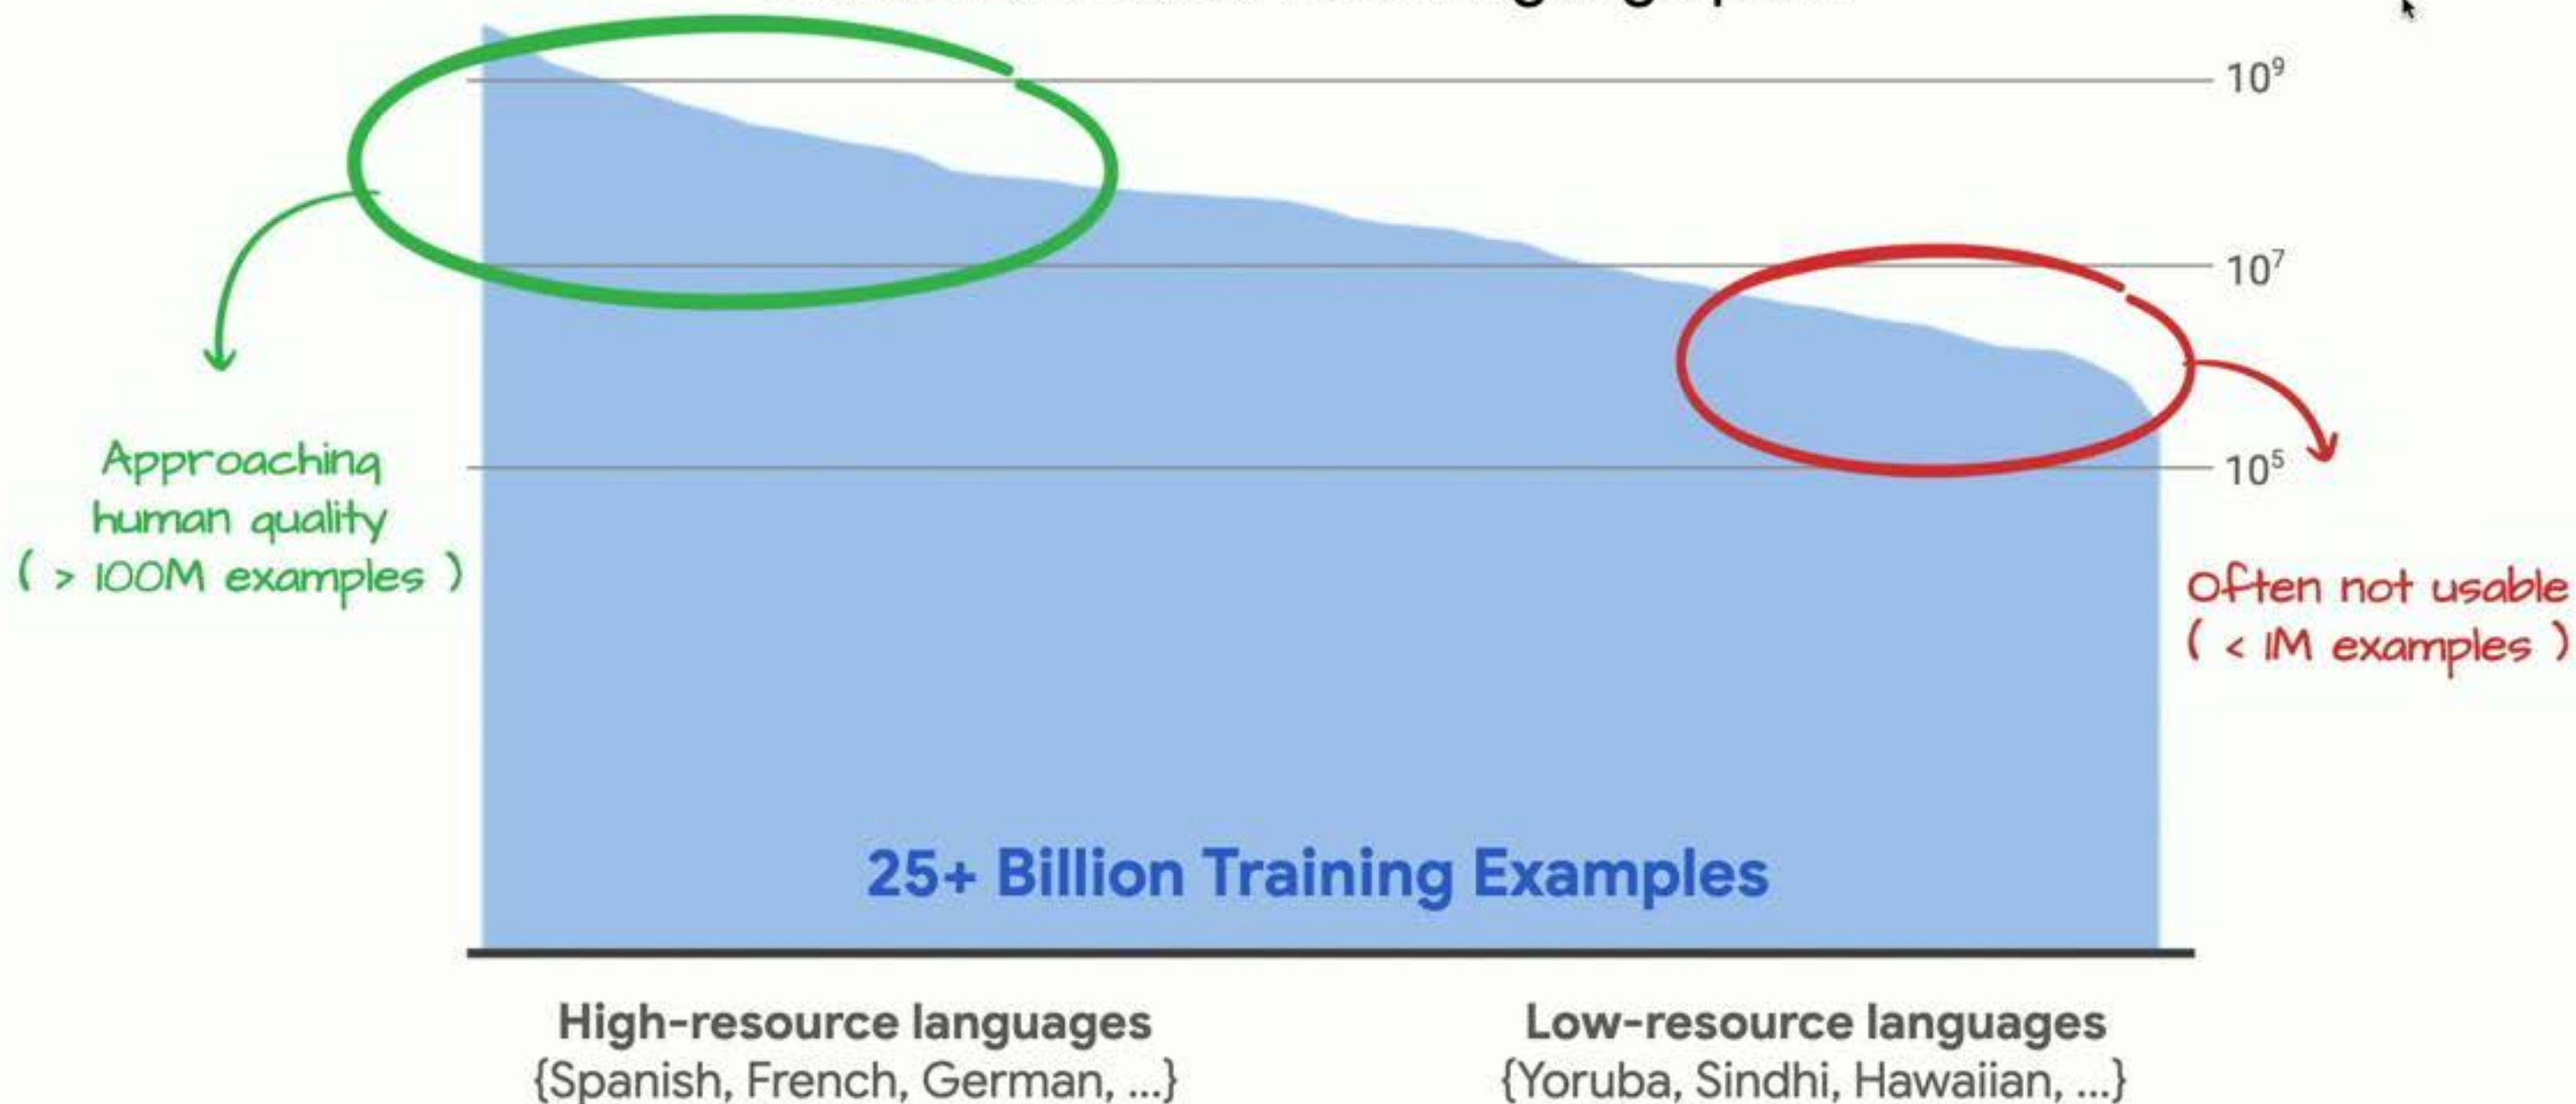 10⁹
10⁷
10⁵
Approaching
human quality
( > 100M examples )
Often not usable
( < 1M examples )
25+ Billion Training Examples
High-resource languages
{Spanish, French, German, ...}
Low-resource languages
{Yoruba, Sindhi, Hawaiian, ...}